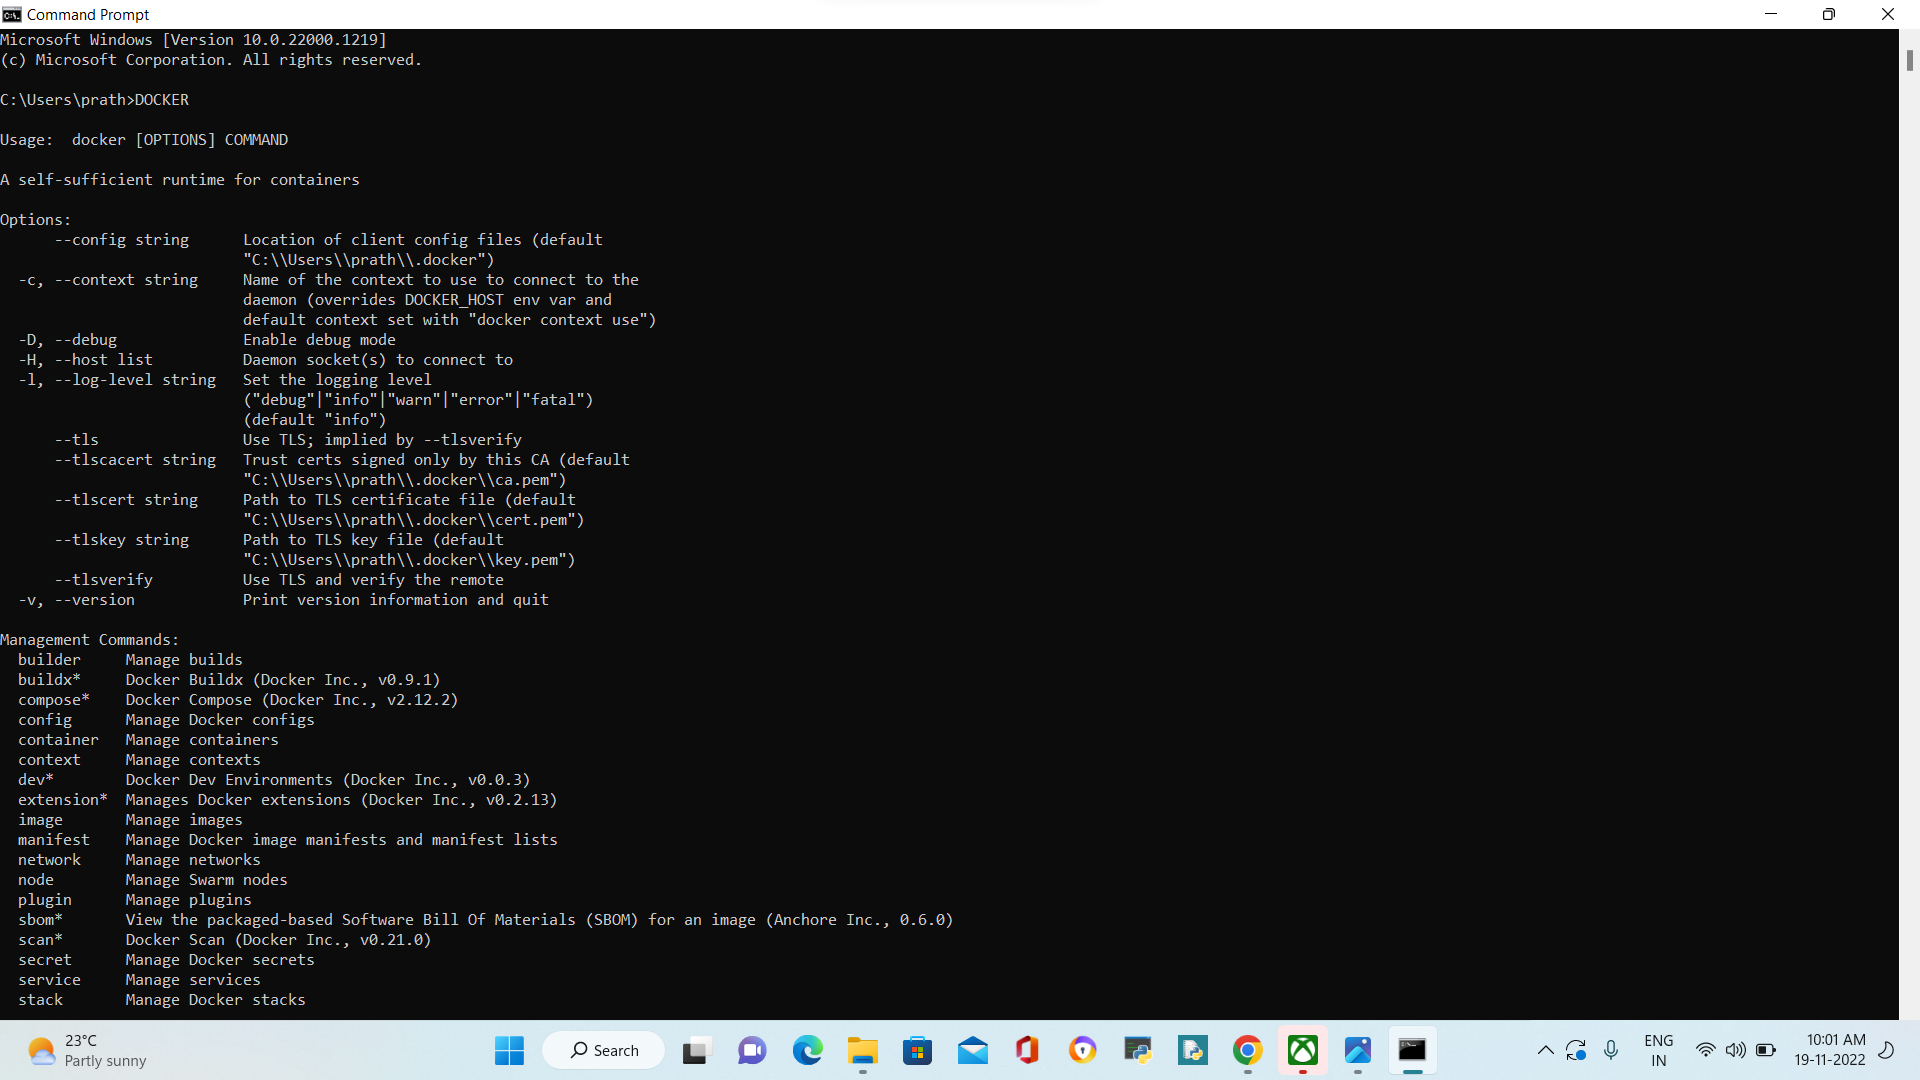 Command Prompt
Microsoft Windows [Version 10.0.22000.1219]
(c) Microsoft Corporation. All rights reserved.
C:\Users\prath>DOCKER
Usage:  docker [OPTIONS] COMMAND
A self-sufficient runtime for containers
Options:
      --config string      Location of client config files (default
                           "C:\\Users\\prath\\.docker")
  -c, --context string     Name of the context to use to connect to the
                           daemon (overrides DOCKER_HOST env var and
                           default context set with "docker context use")
  -D, --debug              Enable debug mode
  -H, --host list          Daemon socket(s) to connect to
  -l, --log-level string   Set the logging level
                           ("debug"|"info"|"warn"|"error"|"fatal")
                           (default "info")
      --tls                Use TLS; implied by --tlsverify
      --tlscacert string   Trust certs signed only by this CA (default
                           "C:\\Users\\prath\\.docker\\ca.pem")
      --tlscert string     Path to TLS certificate file (default
                           "C:\\Users\\prath\\.docker\\cert.pem")
      --tlskey string      Path to TLS key file (default
                           "C:\\Users\\prath\\.docker\\key.pem")
      --tlsverify          Use TLS and verify the remote
  -v, --version            Print version information and quit
Management Commands:
  builder     Manage builds
  buildx*     Docker Buildx (Docker Inc., v0.9.1)
  compose*    Docker Compose (Docker Inc., v2.12.2)
  config      Manage Docker configs
  container   Manage containers
  context     Manage contexts
  dev*        Docker Dev Environments (Docker Inc., v0.0.3)
  extension*  Manages Docker extensions (Docker Inc., v0.2.13)
  image       Manage images
  manifest    Manage Docker image manifests and manifest lists
  network     Manage networks
  node        Manage Swarm nodes
  plugin      Manage plugins
  sbom*       View the packaged-based Software Bill Of Materials (SBOM) for an image (Anchore Inc., 0.6.0)
  scan*       Docker Scan (Docker Inc., v0.21.0)
  secret      Manage Docker secrets
  service     Manage services
  stack       Manage Docker stacks
23°C
Partly sunny
Search
ENG
IN
10:01 AM
19-11-2022